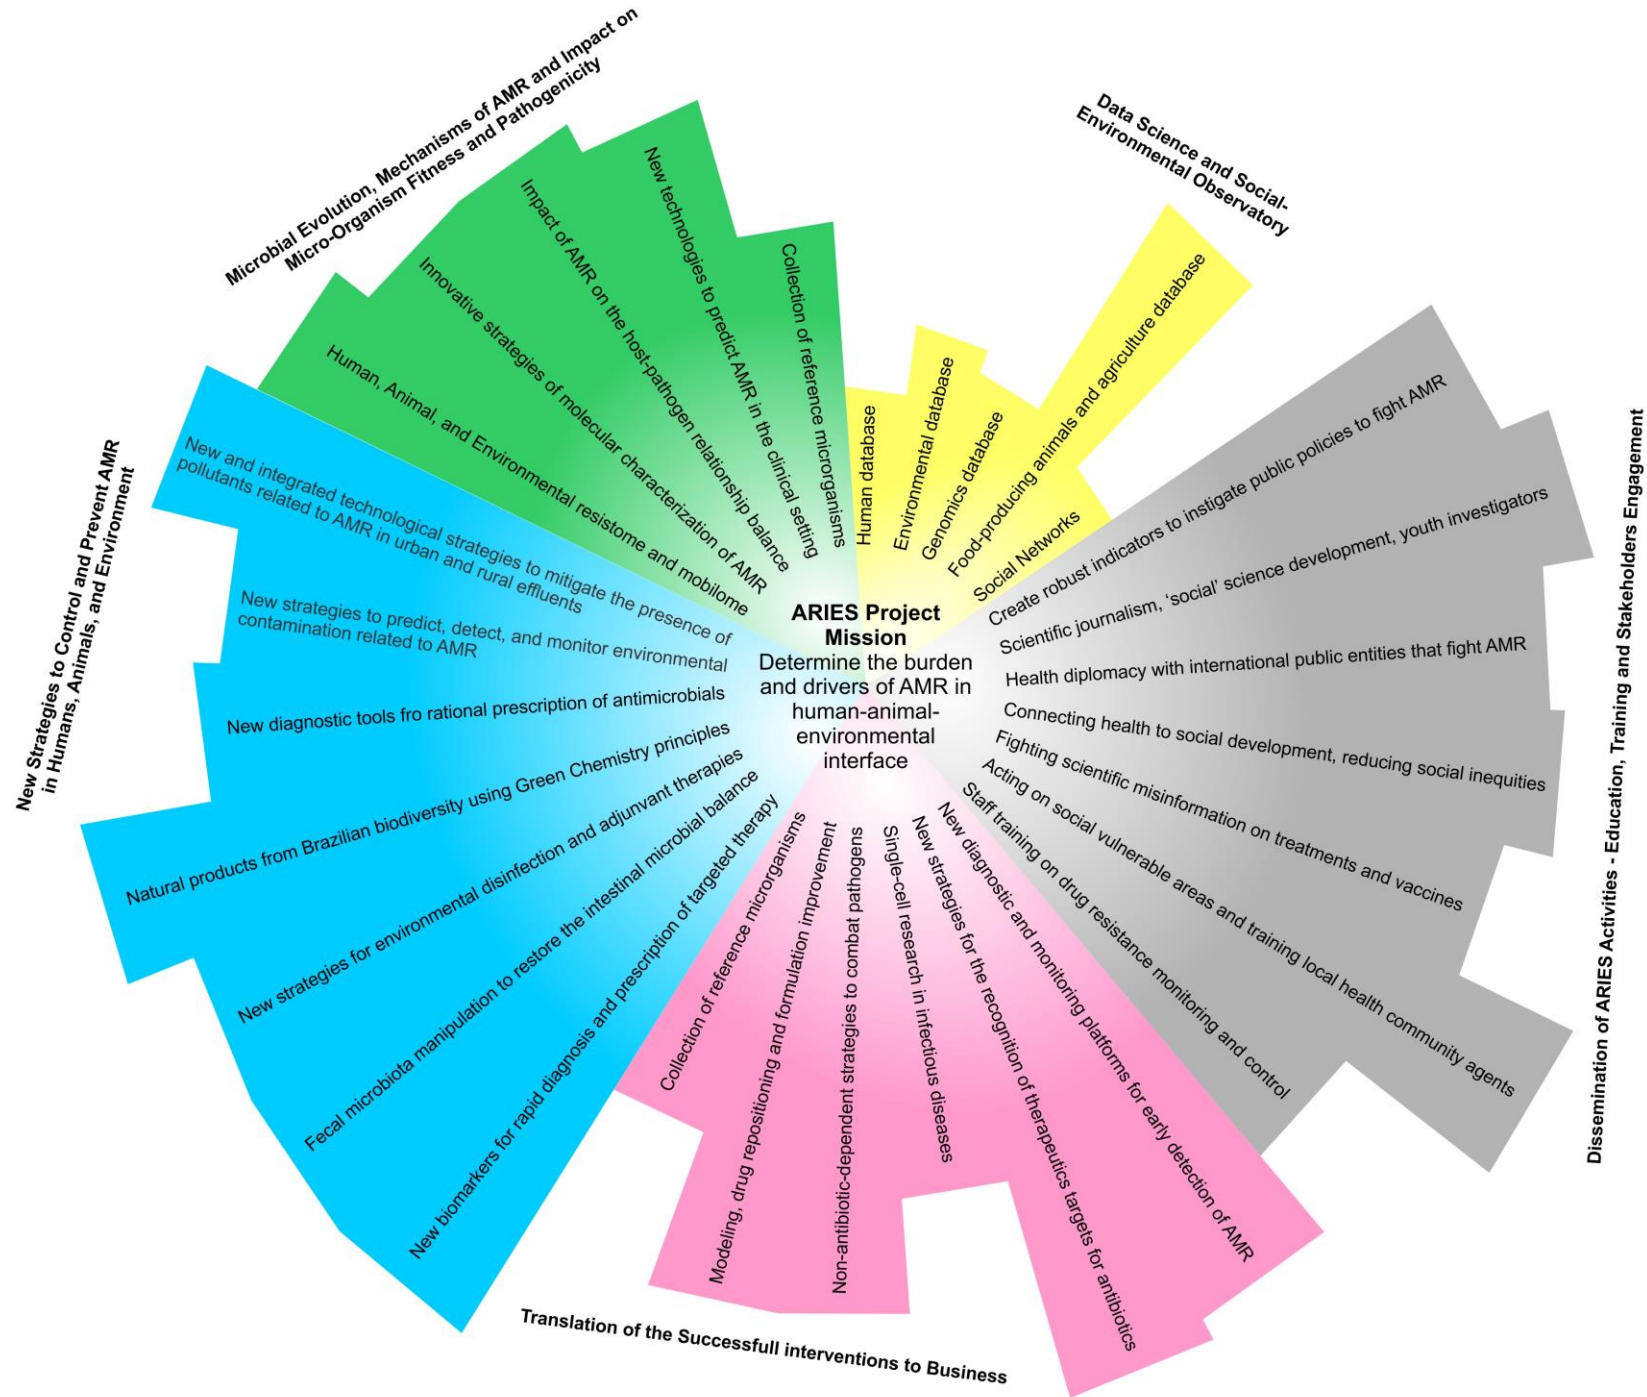 Microbial Evolution, Mechanisms of AMR and Impact on
Micro-Organism Fitness and Pathogenicity
Human, Animal, and Environmental resistome and mobilome
Innovative strategies of molecular characterization of AMR
Impact of AMR on the host-pathogen relationship balance
New technologies to predict AMR in the clinical setting
Collection of reference microorganisms
Data Science and Social-
Environmental Observatory
Human database
Environmental database
Genomics database
Food-producing animals and agriculture database
Social Networks
Dissemination of ARIES Activities - Education, Training and Stakeholders Engagement
Create robust indicators to instigate public policies to fight AMR
Scientific journalism, ‘social’ science development, youth investigators
Health diplomacy with international public entities that fight AMR
Connecting health to social development, reducing social inequities
Fighting scientific misinformation on treatments and vaccines
Acting on social vulnerable areas and training local health community agents
Staff training on drug resistance monitoring and control
Translation of the Successfull interventions to Business
New diagnostic and monitoring platforms for early detection of AMR
New strategies for the recognition of therapeutics targets for antibiotics
Single-cell research in infectious diseases
Non-antibiotic-dependent strategies to combat pathogens
Modeling, drug repositioning and formulation improvement
Collection of reference microorganisms
New Strategies to Control and Prevent AMR
in Humans, Animals, and Environment
New biomarkers for rapid diagnosis and prescription of targeted therapy
Fecal microbiota manipulation to restore the intestinal microbial balance
New strategies for environmental disinfection and adjunvant therapies
Natural products from Brazilian biodiversity using Green Chemistry principles
New diagnostic tools fro rational prescription of antimicrobials
New strategies to predict, detect, and monitor environmental
contamination related to AMR
New and integrated technological strategies to mitigate the presence of
pollutants related to AMR in urban and rural effluents
ARIES Project
Mission
Determine the burden
and drivers of AMR in
human-animal-
environmental
interface